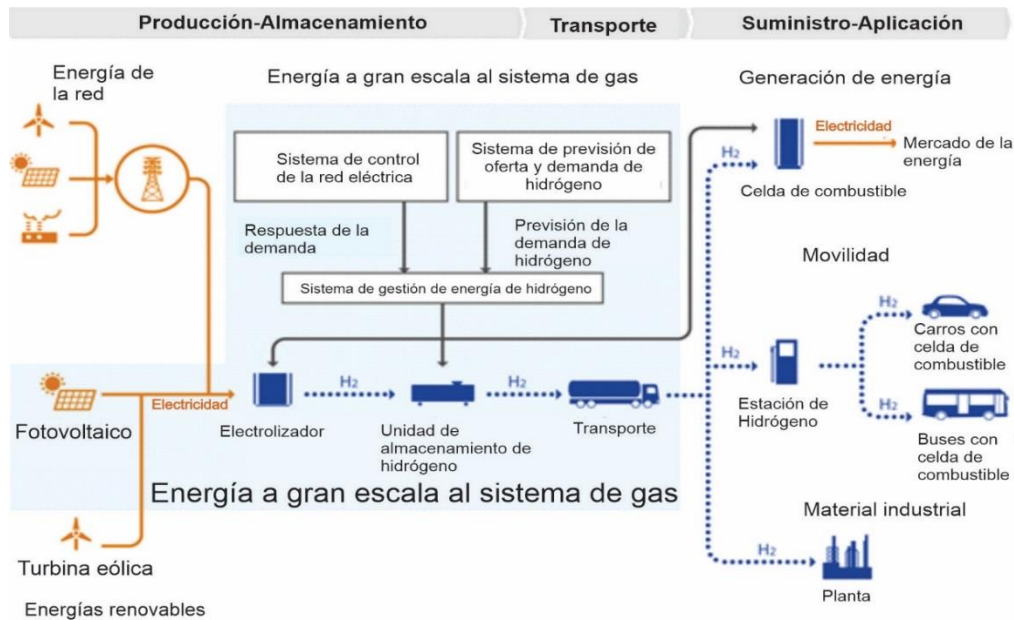 Producción-Almacenamiento
Transporte
Suministro-Aplicación
Energía de
la red
Energía a gran escala al sistema de gas
Generación de energía
Sistema de control
de la red eléctrica
Sistema de previsión de
oferta y demanda de
hidrógeno
H2
Electricidad
Mercado de la
energía
Celda de combustible
Respuesta de la
demanda
Previsión de la
demanda de
hidrógeno
Sistema de gestión de energía de hidrógeno
Movilidad
H2
Carros con
celda de
combustible
Fotovoltaico
Electricidad
Electrolizador
H2
Unidad de
almacenamiento de
hidrógeno
H2
Transporte
H2
Estación de
Hidrógeno
H2
Buses con
celda de
combustible
Energía a gran escala al sistema de gas
Material industrial
H2
Planta
Turbina eólica
Energías renovables